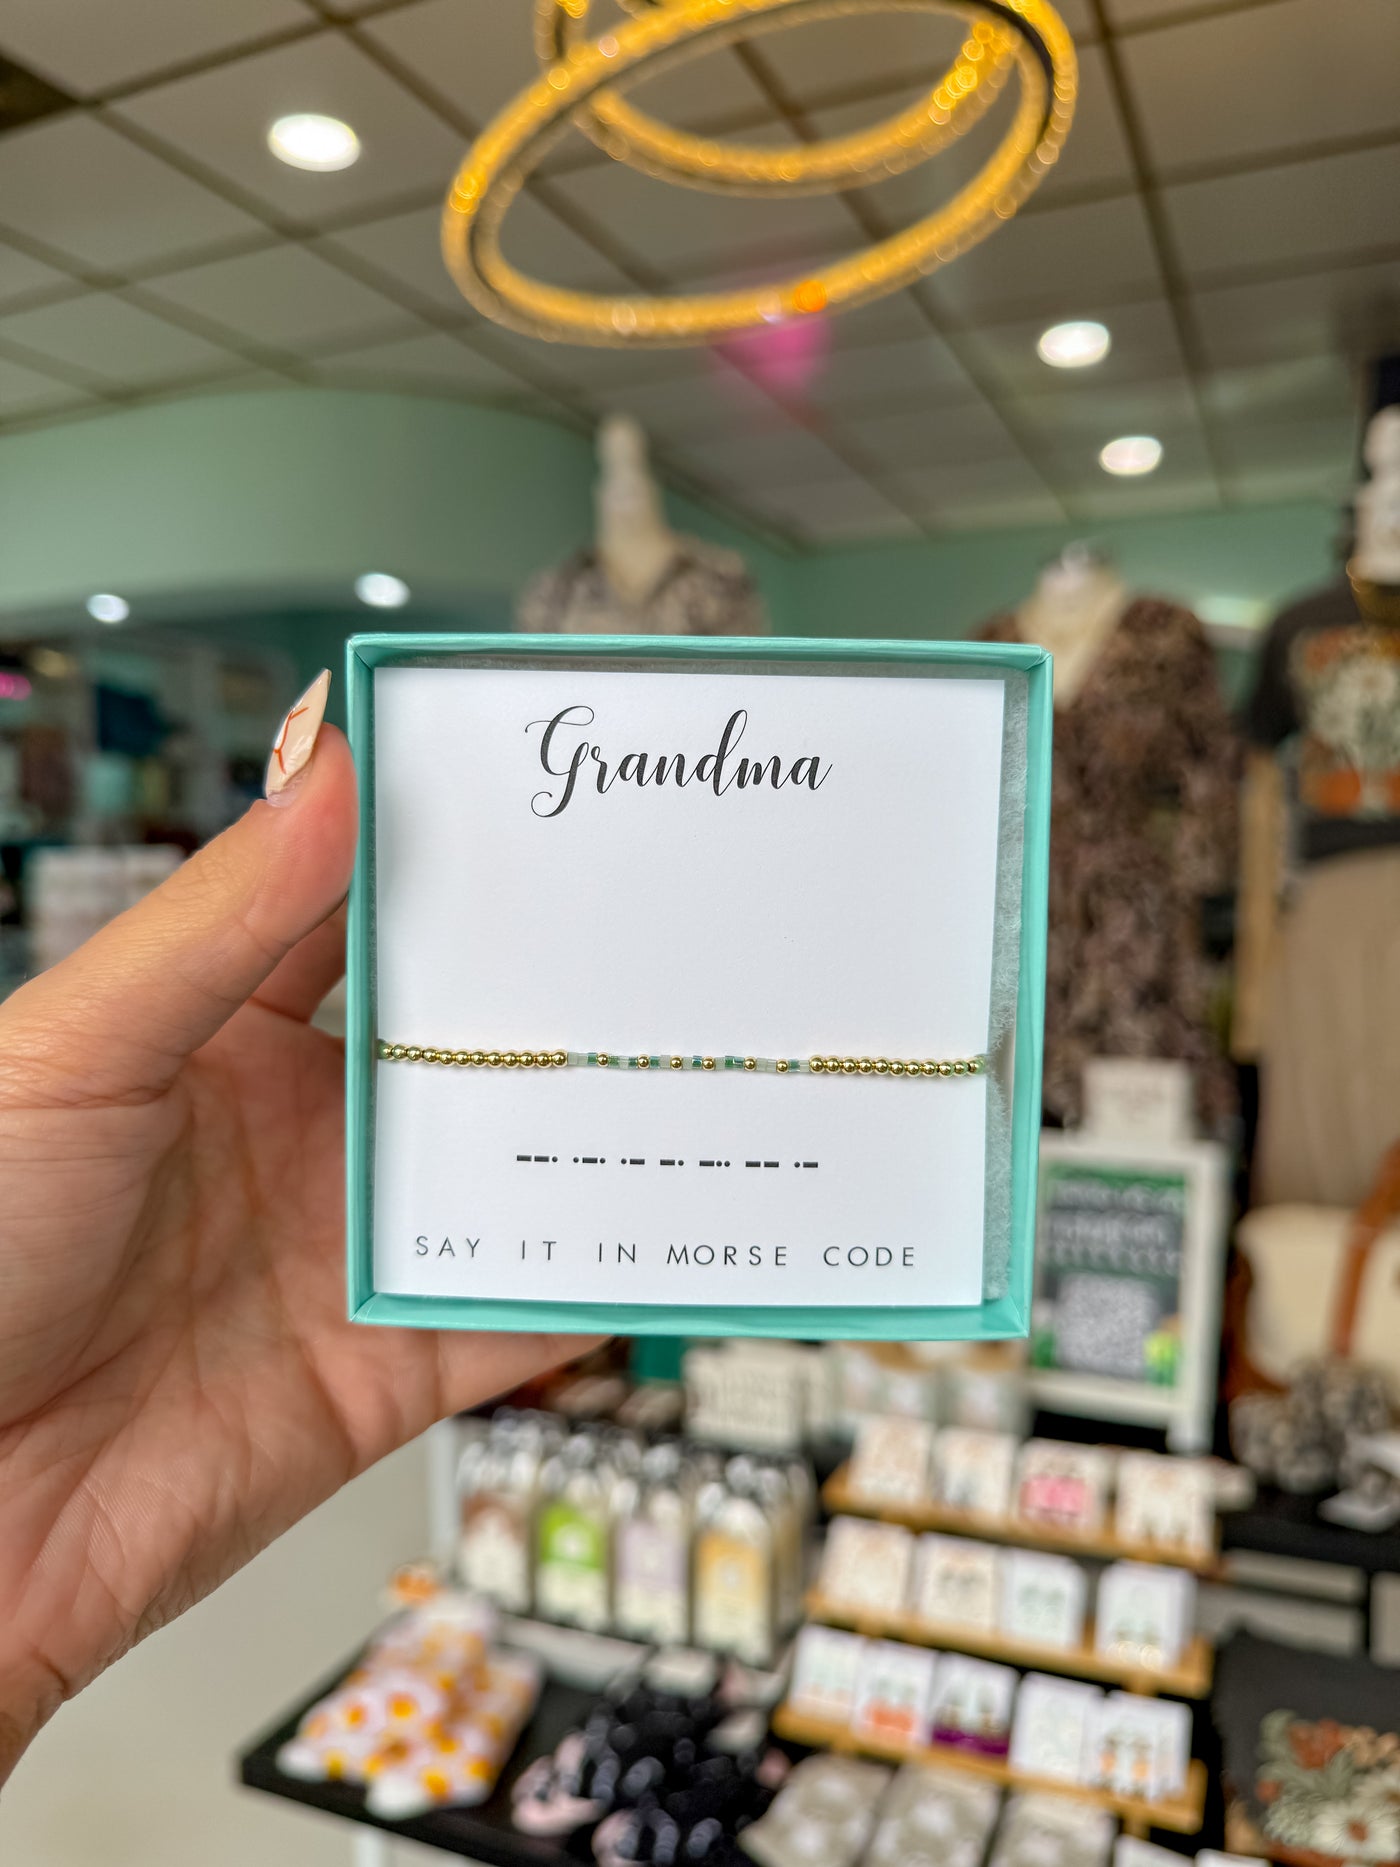 Grandma
−−• •−• •− −• −•• −− •−
SAY IT IN MORSE CODE